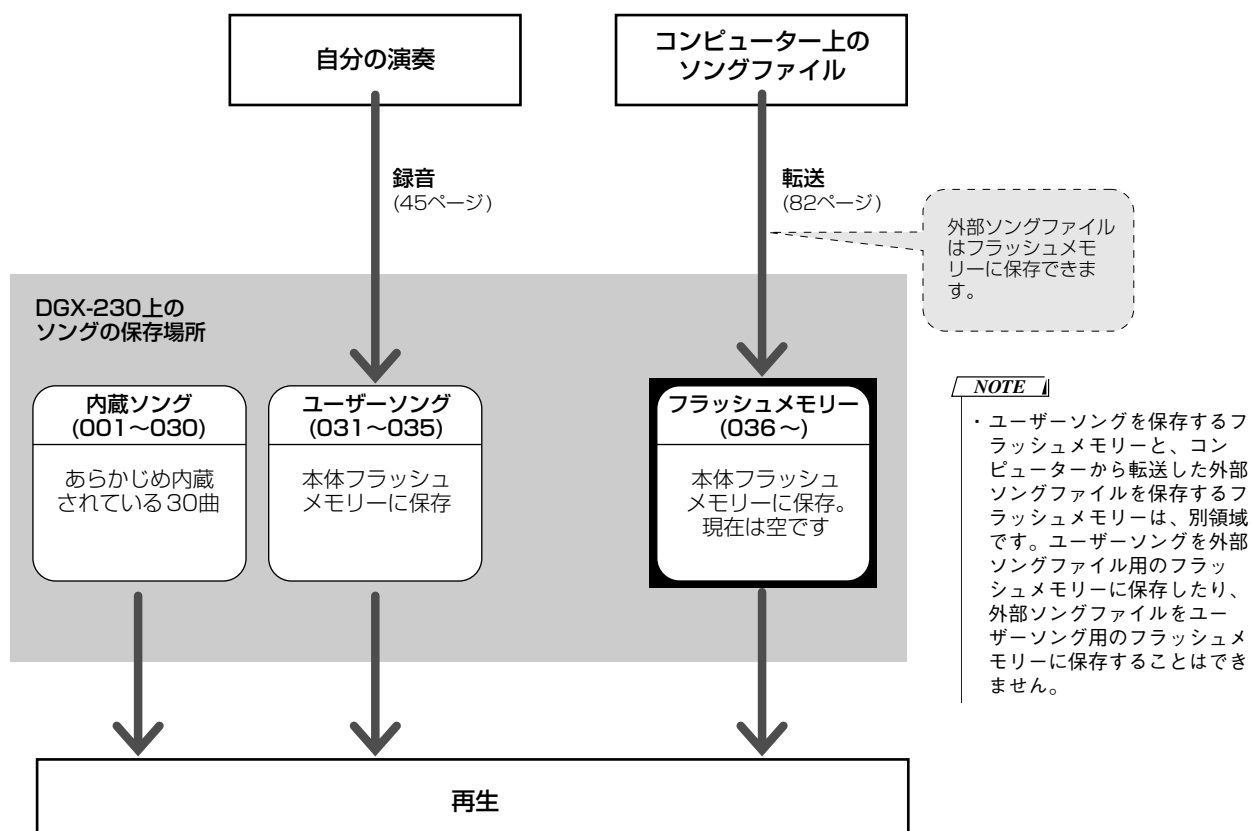 自分の演奏
コンピューター上の
ソングファイル
録音
(45ページ)
転送
(82ページ)
外部ソングファイル
はフラッシュメモ
リーに保存できま
す。
DGX-230上の
ソングの保存場所
内蔵ソング
(001〜030)
あらかじめ内蔵
されている30曲
ユーザーソング
(031〜035)
本体フラッシュ
メモリーに保存
フラッシュメモリー
(036〜)
本体フラッシュ
メモリーに保存。
現在は空です
NOTE
・ユーザーソングを保存するフ
ラッシュメモリーと、コン
ピューターから転送した外部
ソングファイルを保存するフ
ラッシュメモリーは、別領域
です。ユーザーソングを外部
ソングファイル用のフラッ
シュメモリーに保存したり、
外部ソングファイルをユー
ザーソング用のフラッシュメ
モリーに保存することはでき
ません。
再生